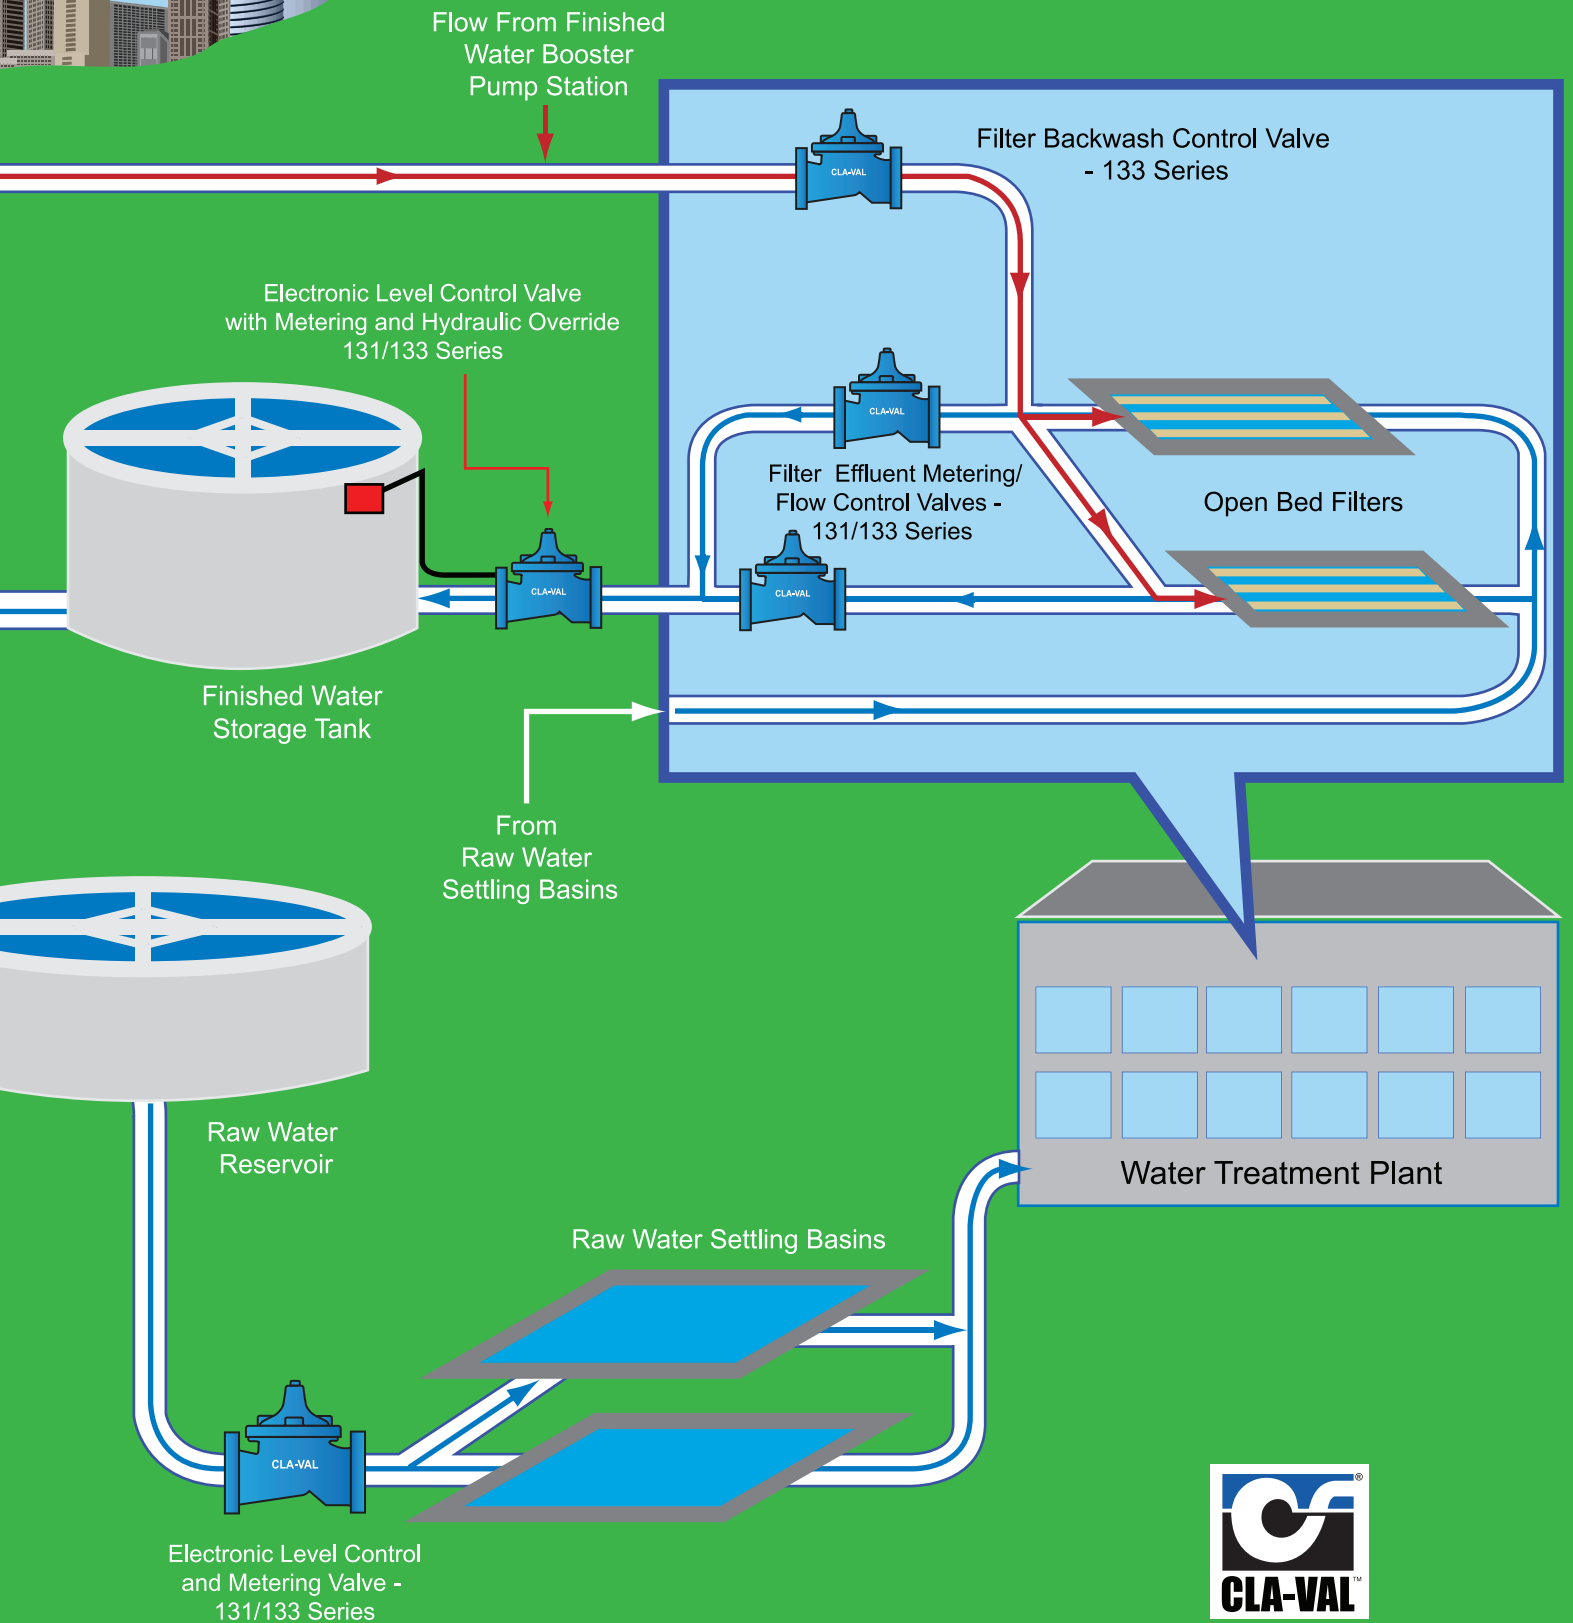 Flow From Finished
Water Booster
Pump Station
Filter Backwash Control Valve
- 133 Series
CLA-VAL
Electronic Level Control Valve
with Metering and Hydraulic Override
131/133 Series
CLA-VAL
Filter Effluent Metering/
Flow Control Valves -
131/133 Series
Open Bed Filters
CLA-VAL
CLA-VAL
Finished Water
Storage Tank
From
Raw Water
Settling Basins
Raw Water
Reservoir
Water Treatment Plant
Raw Water Settling Basins
CLA-VAL
Electronic Level Control
and Metering Valve -
131/133 Series
®
CLA-VAL™